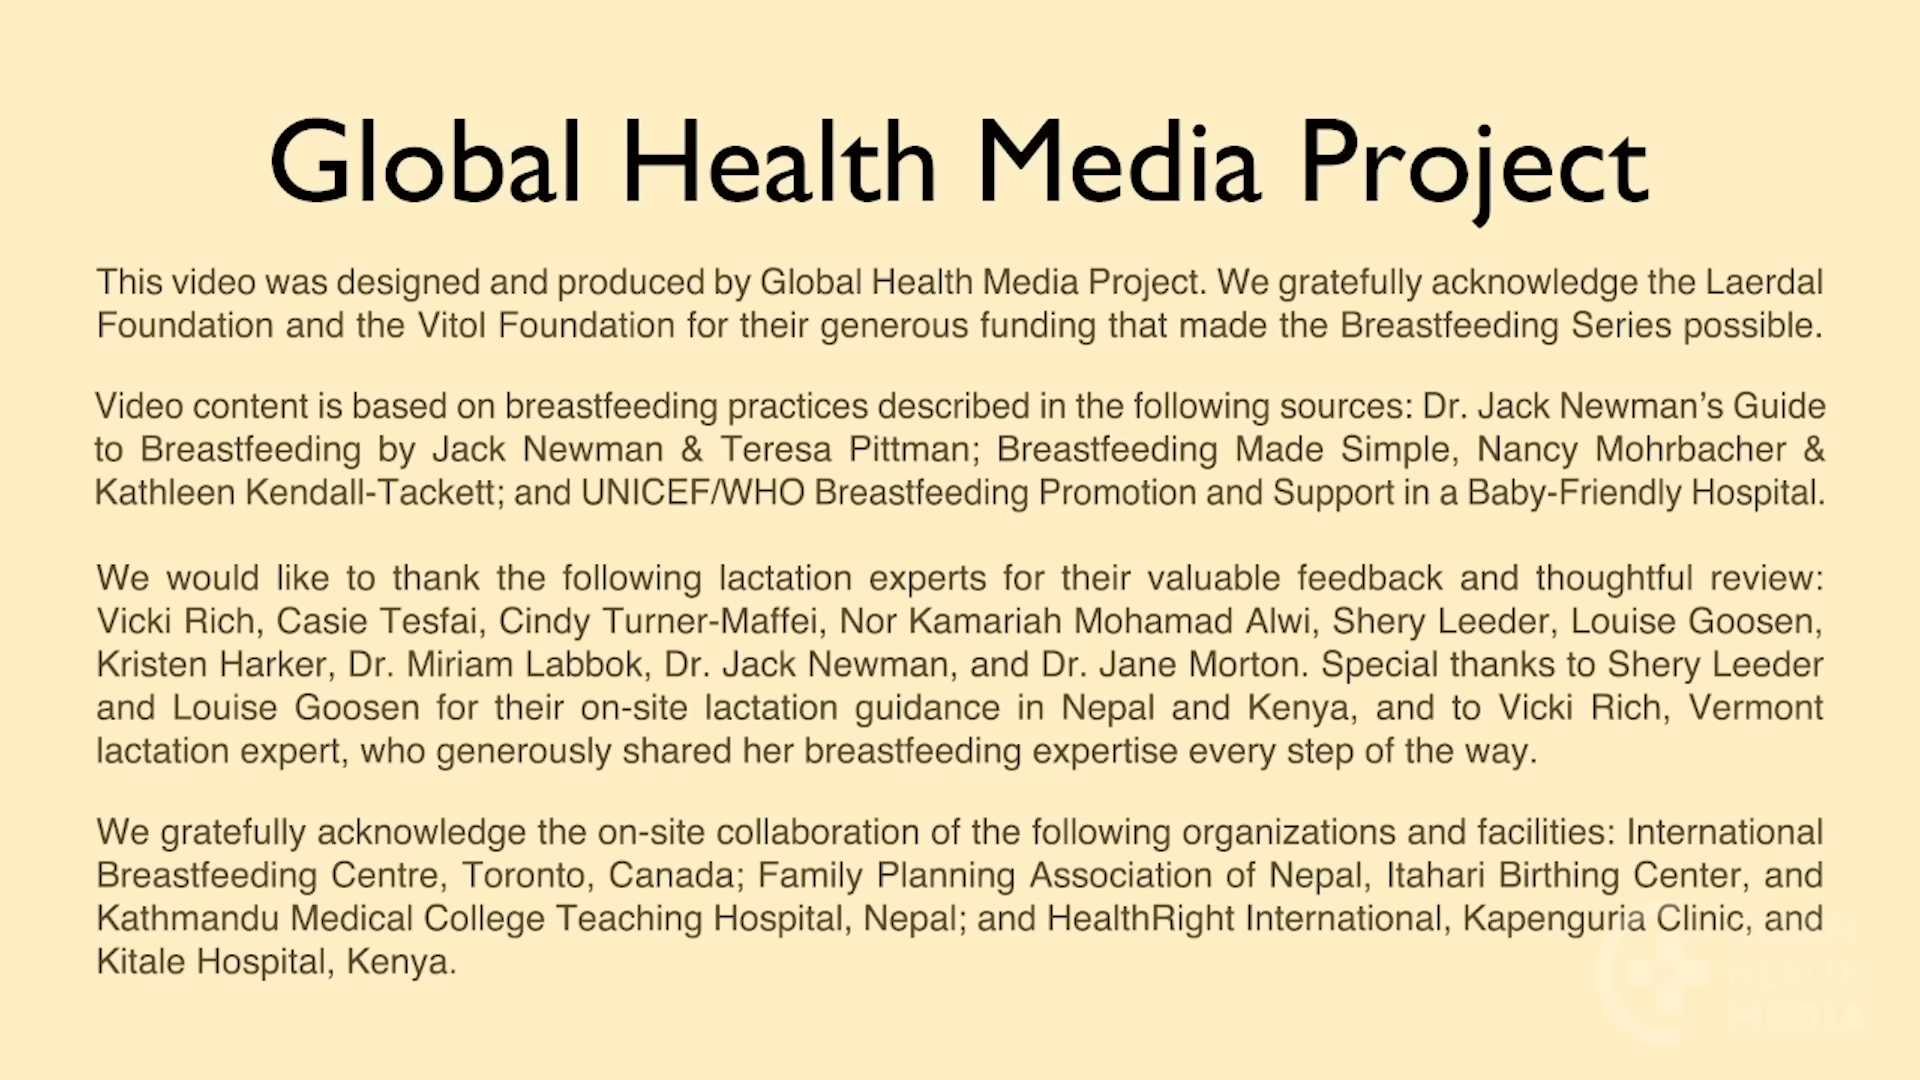 Global Health Media Project
This video was designed and produced by Global Health Media Project. We gratefully acknowledge the Laerdal
Foundation and the Vitol Foundation for their generous funding that made the Breastfeeding Series possible.
Video content is based on breastfeeding practices described in the following sources: Dr. Jack Newman’s Guide
to Breastfeeding by Jack Newman & Teresa Pittman; Breastfeeding Made Simple, Nancy Mohrbacher &
Kathleen Kendall-Tackett; and UNICEF/WHO Breastfeeding Promotion and Support in a Baby-Friendly Hospital.
We would like to thank the following lactation experts for their valuable feedback and thoughtful review:
Vicki Rich, Casie Tesfai, Cindy Turner-Maffei, Nor Kamariah Mohamad Alwi, Shery Leeder, Louise Goosen,
Kristen Harker, Dr. Miriam Labbok, Dr. Jack Newman, and Dr. Jane Morton. Special thanks to Shery Leeder
and Louise Goosen for their on-site lactation guidance in Nepal and Kenya, and to Vicki Rich, Vermont
lactation expert, who generously shared her breastfeeding expertise every step of the way.
We gratefully acknowledge the on-site collaboration of the following organizations and facilities: International
Breastfeeding Centre, Toronto, Canada; Family Planning Association of Nepal, Itahari Birthing Center, and
Kathmandu Medical College Teaching Hospital, Nepal; and HealthRight International, Kapenguria Clinic, and
Kitale Hospital, Kenya.
HEALTH
MEDIA